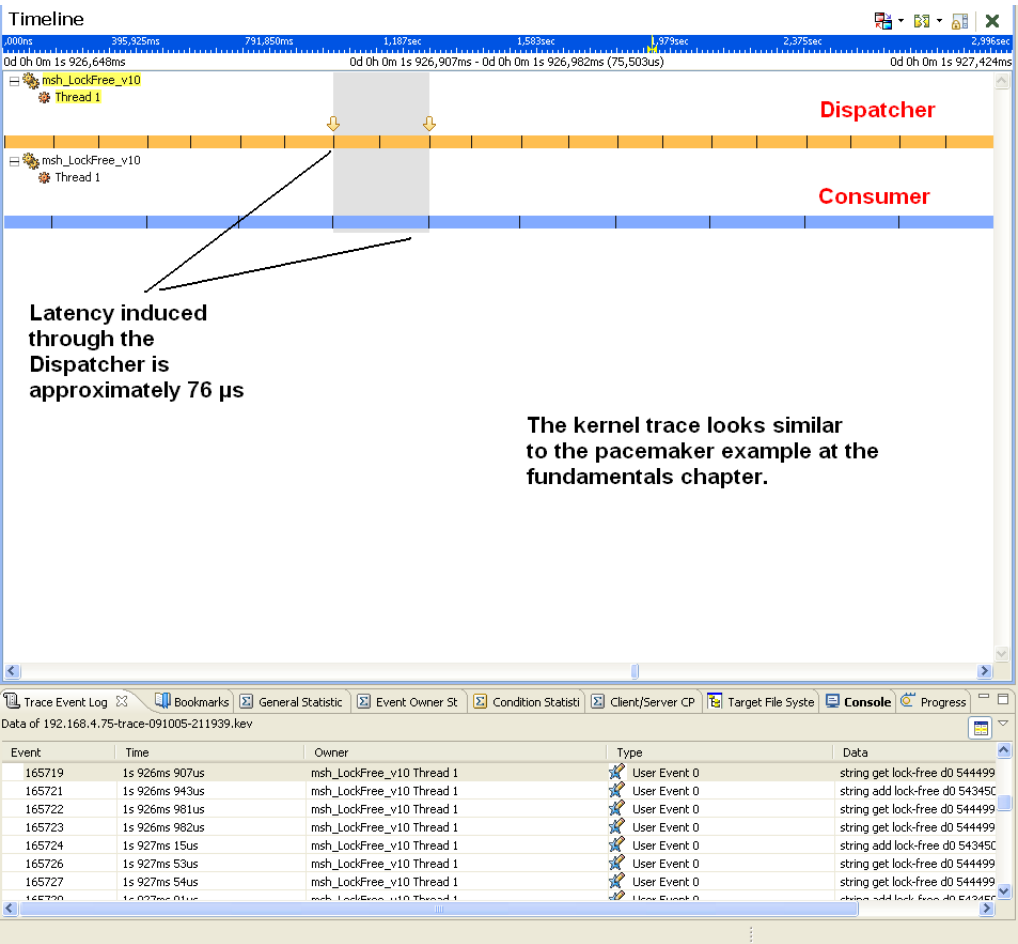 Timeline
,000ns 395,925ms 791,850ms 1,187sec 1,583sec 1,979sec 2,375sec 2,996sec
0d 0h 0m 1s 926,648ms 0d 0h 0m 1s 926,907ms - 0d 0h 0m 1s 926,982ms (75,503us) 0d 0h 0m 1s 927,424ms
msh_LockFree_v10
Thread 1
Dispatcher
msh_LockFree_v10
Thread 1
Consumer
Latency induced
through the
Dispatcher is
approximately 76 µs
The kernel trace looks similar
to the pacemaker example at the
fundamentals chapter.
Trace Event Log Bookmarks General Statistic Event Owner St Condition Statisti Client/Server CP Target File Syste Console Progress
Data of 192.168.4.75-trace-091005-211939.kev
Event Time Owner Type Data
165719 1s 926ms 907us msh_LockFree_v10 Thread 1 User Event 0 string get lock-free d0 544499
165721 1s 926ms 943us msh_LockFree_v10 Thread 1 User Event 0 string add lock-free d0 54345
165722 1s 926ms 981us msh_LockFree_v10 Thread 1 User Event 0 string get lock-free d0 544499
165723 1s 926ms 982us msh_LockFree_v10 Thread 1 User Event 0 string get lock-free d0 544499
165724 1s 927ms 15us msh_LockFree_v10 Thread 1 User Event 0 string add lock-free d0 54345
165726 1s 927ms 53us msh_LockFree_v10 Thread 1 User Event 0 string get lock-free d0 544499
165727 1s 927ms 54us msh_LockFree_v10 Thread 1 User Event 0 string get lock-free d0 544499